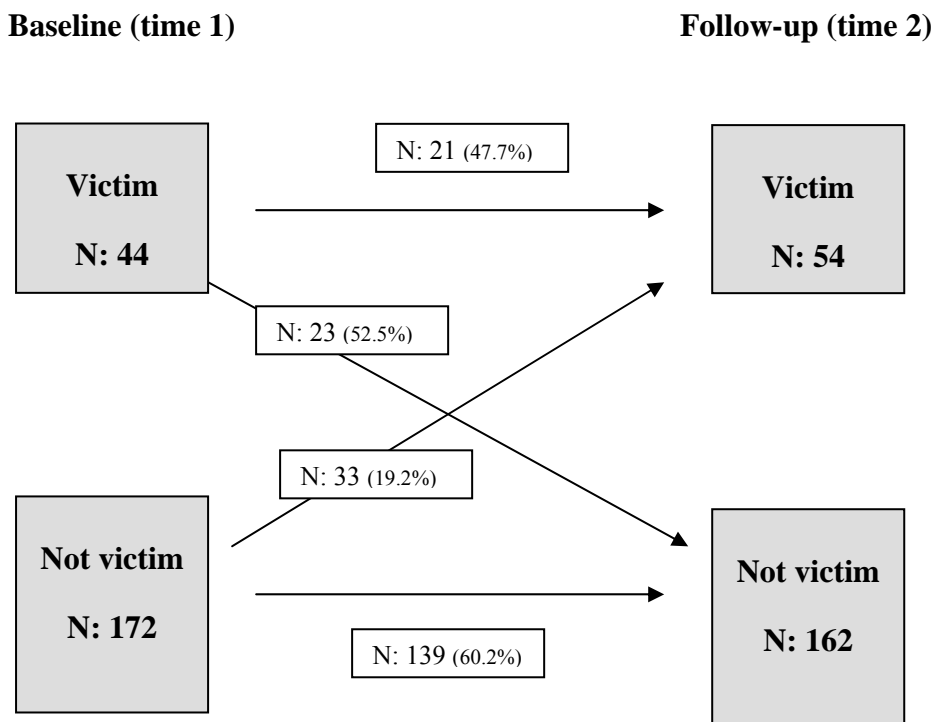 Baseline (time 1)
Follow-up (time 2)
N: 21 (47.7%)
Victim
N: 44
Victim
N: 54
N: 23 (52.5%)
N: 33 (19.2%)
Not victim
N: 172
Not victim
N: 162
N: 139 (60.2%)